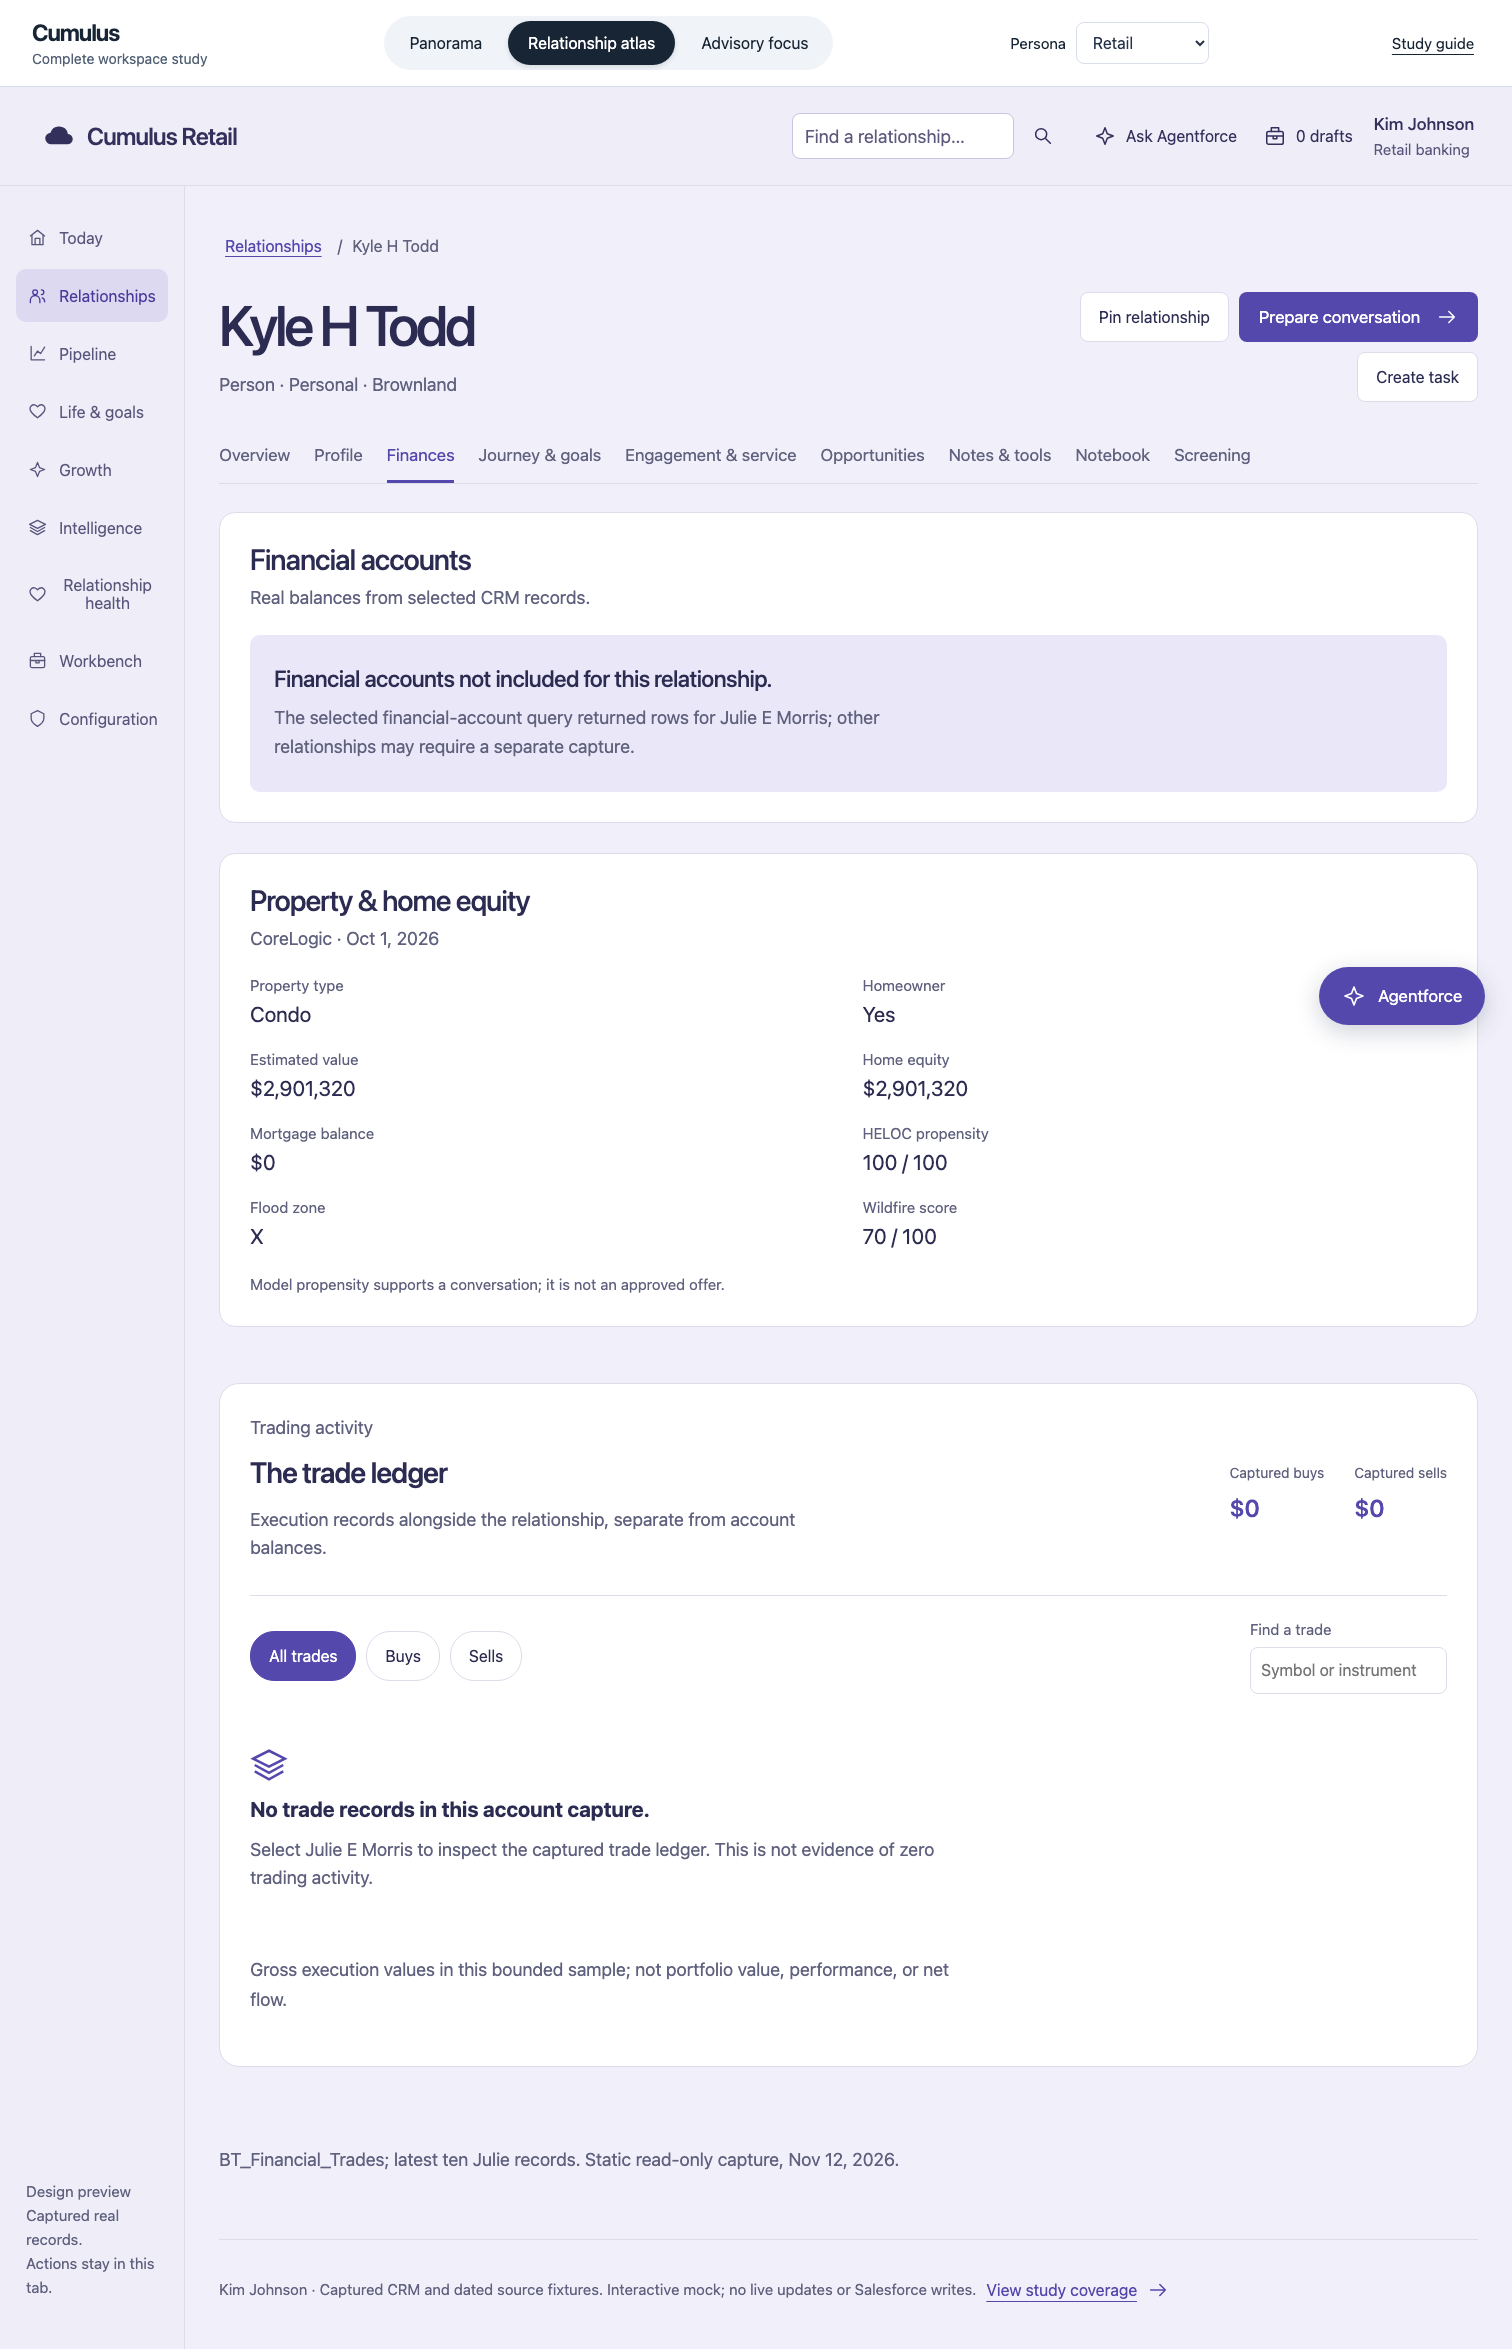 Cumulus
Complete workspace study
Panorama
Relationship atlas
Advisory focus
Persona
Retail
Study guide
Cumulus Retail
Find a relationship...
Ask Agentforce
0 drafts
Kim Johnson
Retail banking
Today
Relationships
Pipeline
Life & goals
Growth
Intelligence
Relationship
health
Workbench
Configuration
Relationships / Kyle H Todd
Kyle H Todd
Person · Personal · Brownland
Pin relationship
Prepare conversation
Create task
Overview
Profile
Finances
Journey & goals
Engagement & service
Opportunities
Notes & tools
Notebook
Screening
Financial accounts
Real balances from selected CRM records.
Financial accounts not included for this relationship.
The selected financial-account query returned rows for Julie E Morris; other
relationships may require a separate capture.
Property & home equity
CoreLogic · Oct 1, 2026
Property type
Condo
Homeowner
Yes
Estimated value
$2,901,320
Home equity
$2,901,320
Mortgage balance
$0
HELOC propensity
100 / 100
Flood zone
X
Wildfire score
70 / 100
Model propensity supports a conversation; it is not an approved offer.
Agentforce
Trading activity
The trade ledger
Execution records alongside the relationship, separate from account
balances.
Captured buys
$0
Captured sells
$0
All trades
Buys
Sells
Find a trade
Symbol or instrument
No trade records in this account capture.
Select Julie E Morris to inspect the captured trade ledger. This is not evidence of zero
trading activity.
Gross execution values in this bounded sample; not portfolio value, performance, or net
flow.
BT_Financial_Trades; latest ten Julie records. Static read-only capture, Nov 12, 2026.
Design preview
Captured real
records.
Actions stay in this
tab.
Kim Johnson · Captured CRM and dated source fixtures. Interactive mock; no live updates or Salesforce writes.
View study coverage